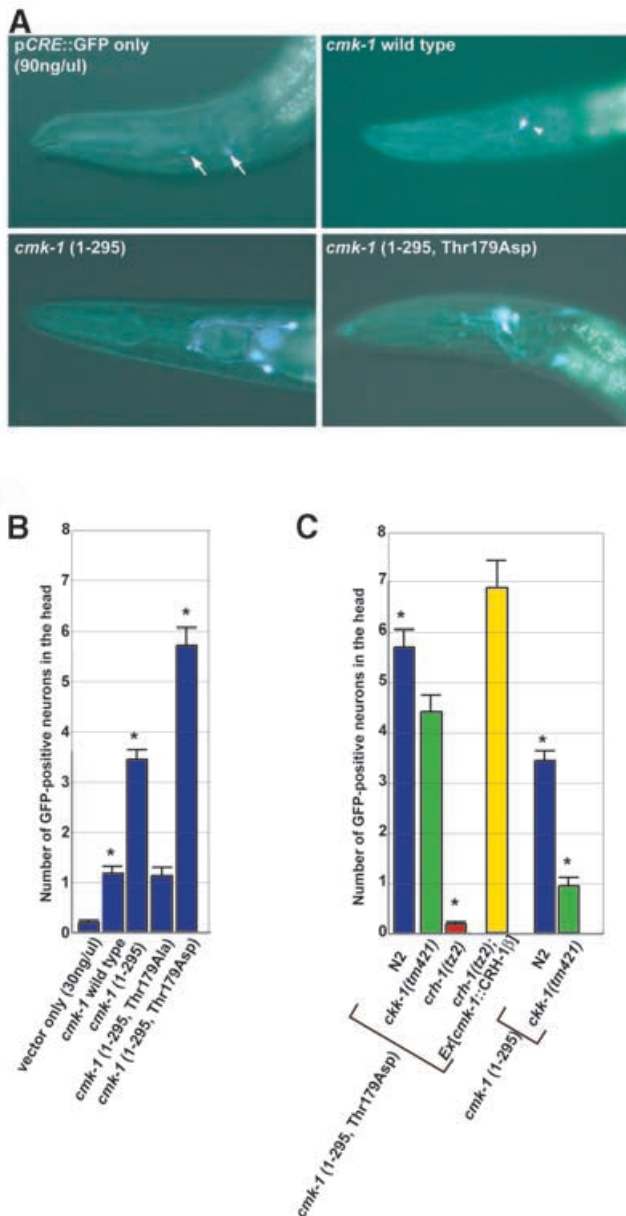 A
pCRE::GFP only
(90ng/ul)
cmk-1 wild type
cmk-1 (1-295)
cmk-1 (1-295, Thr179Asp)
B
Number of GFP-positive neurons in the head
8
7
6
5
4
3
2
1
0
*
*
*
vector only (30ng/ul)
cmk-1 wild type
cmk-1 (1-295)
cmk-1 (1-295, Thr179Ala)
cmk-1 (1-295, Thr179Asp)
C
Number of GFP-positive neurons in the head
8
7
6
5
4
3
2
1
0
*
*
*
*
N2
ckk-1(tm421)
crh-1(tz2)
crh-1(tz2);
Ex[cmk-1::CRH-1β]
N2
ckk-1(tm421)
cmk-1 (1-295, Thr179Asp)
cmk-1 (1-295)